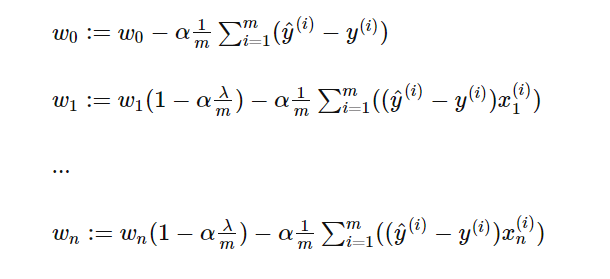 w₀ := w₀ − α 1/m ∑ᵢ₌₁ᵐ (ŷ⁽ⁱ⁾ − y⁽ⁱ⁾)
w₁ := w₁(1 − α λ/m) − α 1/m ∑ᵢ₌₁ᵐ ((ŷ⁽ⁱ⁾ − y⁽ⁱ⁾)x₁⁽ⁱ⁾)
...
wₙ := wₙ(1 − α λ/m) − α 1/m ∑ᵢ₌₁ᵐ ((ŷ⁽ⁱ⁾ − y⁽ⁱ⁾)xₙ⁽ⁱ⁾)